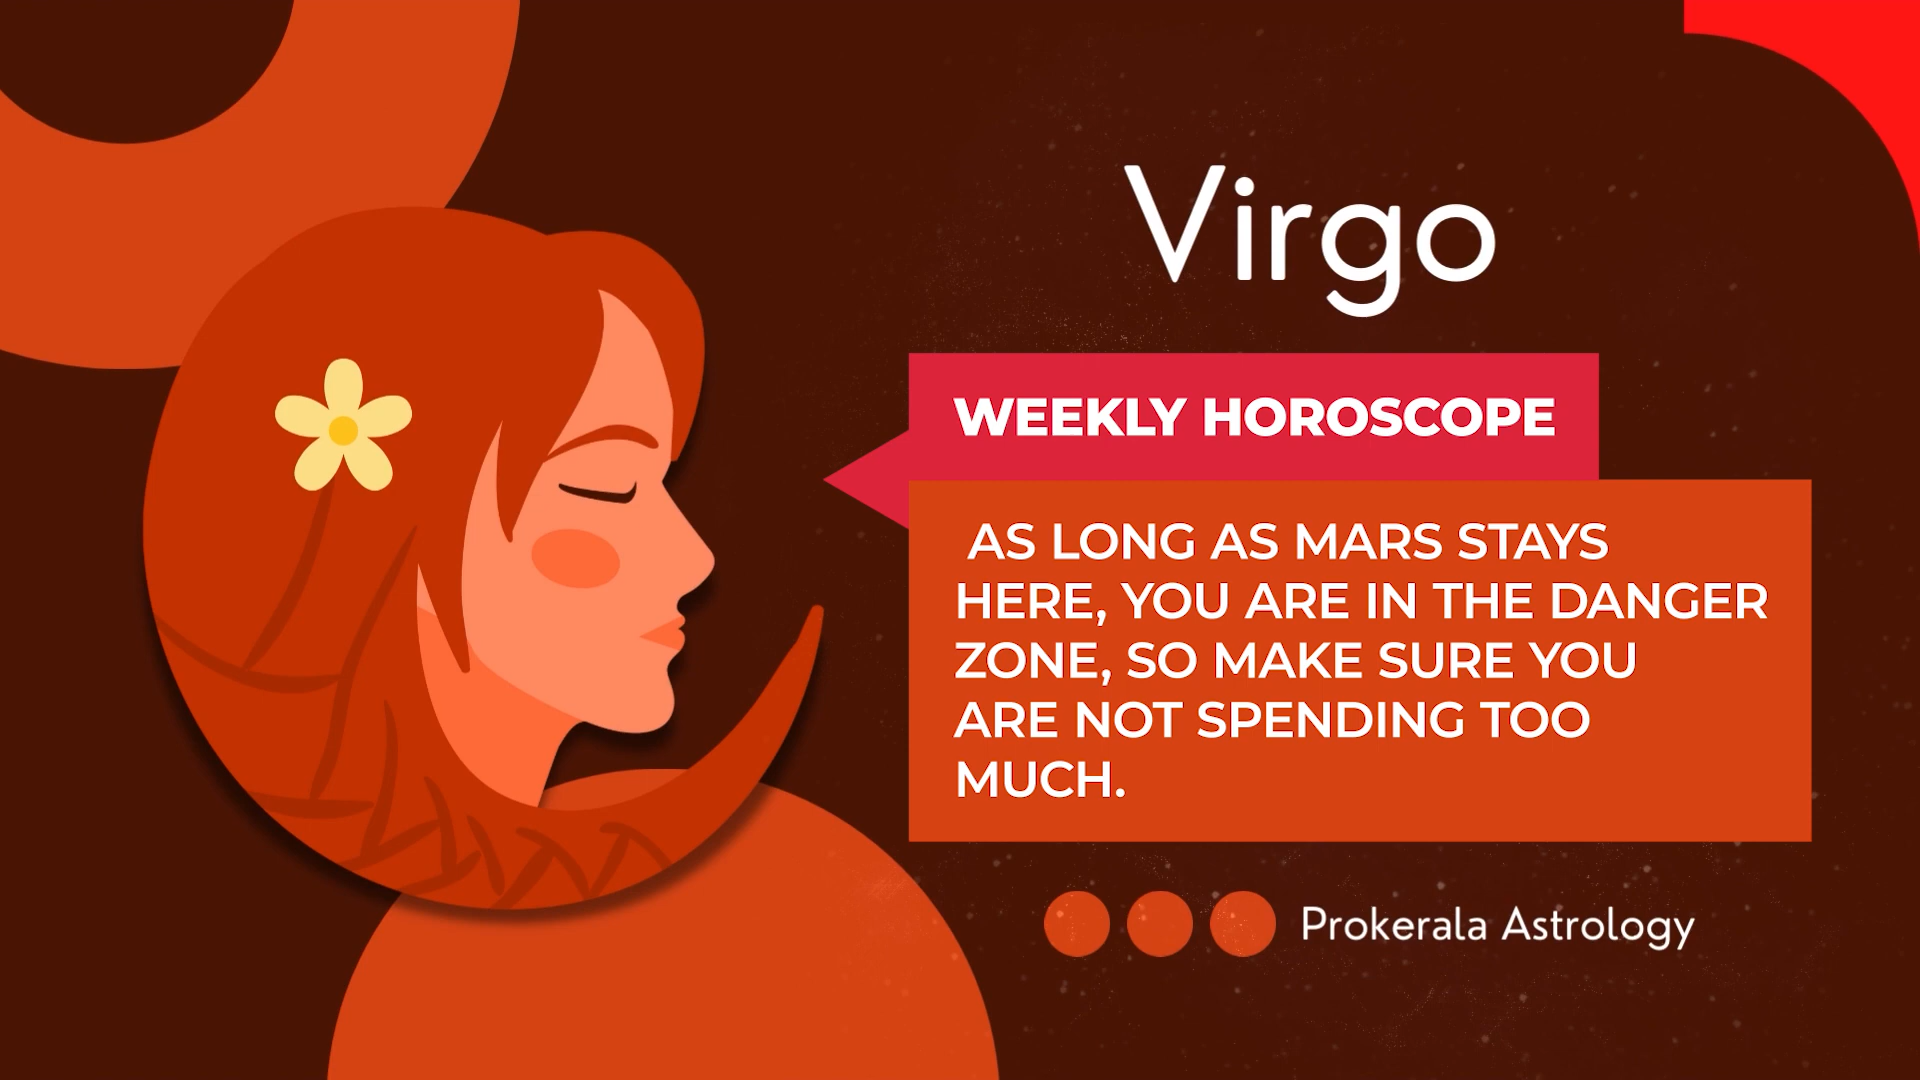 Virgo
WEEKLY HOROSCOPE
AS LONG AS MARS STAYS
HERE, YOU ARE IN THE DANGER
ZONE, SO MAKE SURE YOU
ARE NOT SPENDING TOO
MUCH.
Prokerala Astrology